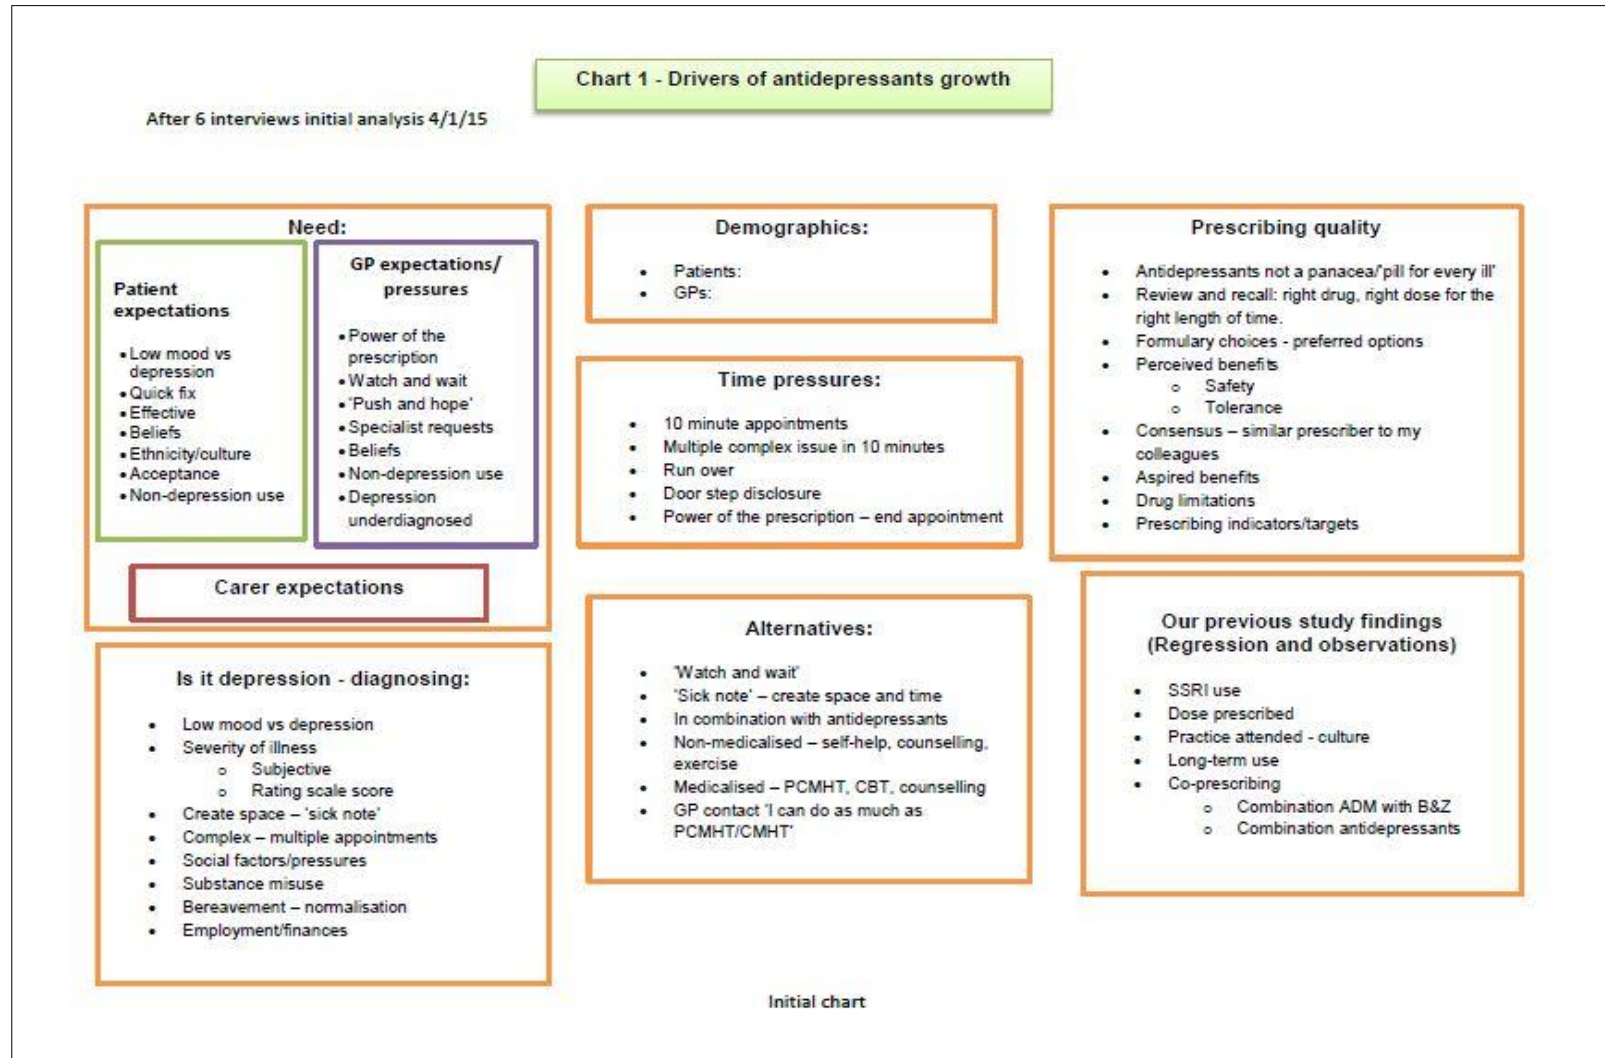 Chart 1 - Drivers of antidepressants growth
After 6 interviews initial analysis 4/1/15
Need:
Patient
expectations
• Low mood vs
depression
• Quick fix
• Effective
• Beliefs
• Ethnicity/culture
• Acceptance
• Non-depression use
GP expectations/
pressures
• Power of the
prescription
• Watch and wait
• 'Push and hope'
• Specialist requests
• Beliefs
• Non-depression use
• Depression
underdiagnosed
Carer expectations
Is it depression - diagnosing:
• Low mood vs depression
• Severity of illness
o Subjective
o Rating scale score
• Create space – 'sick note'
• Complex – multiple appointments
• Social factors/pressures
• Substance misuse
• Bereavement – normalisation
• Employment/finances
Demographics:
• Patients:
• GPs:
Time pressures:
• 10 minute appointments
• Multiple complex issue in 10 minutes
• Run over
• Door step disclosure
• Power of the prescription – end appointment
Alternatives:
• 'Watch and wait'
• 'Sick note' – create space and time
• In combination with antidepressants
• Non-medicalised – self-help, counselling,
exercise
• Medicalised – PCMHT, CBT, counselling
• GP contact 'I can do as much as
PCMHT/CMHT'
Prescribing quality
• Antidepressants not a panacea/'pill for every ill'
• Review and recall: right drug, right dose for the
right length of time.
• Formulary choices - preferred options
• Perceived benefits
o Safety
o Tolerance
• Consensus – similar prescriber to my
colleagues
• Aspired benefits
• Drug limitations
• Prescribing indicators/targets
Our previous study findings
(Regression and observations)
• SSRI use
• Dose prescribed
• Practice attended - culture
• Long-term use
• Co-prescribing
o Combination ADM with B&Z
o Combination antidepressants
Initial chart